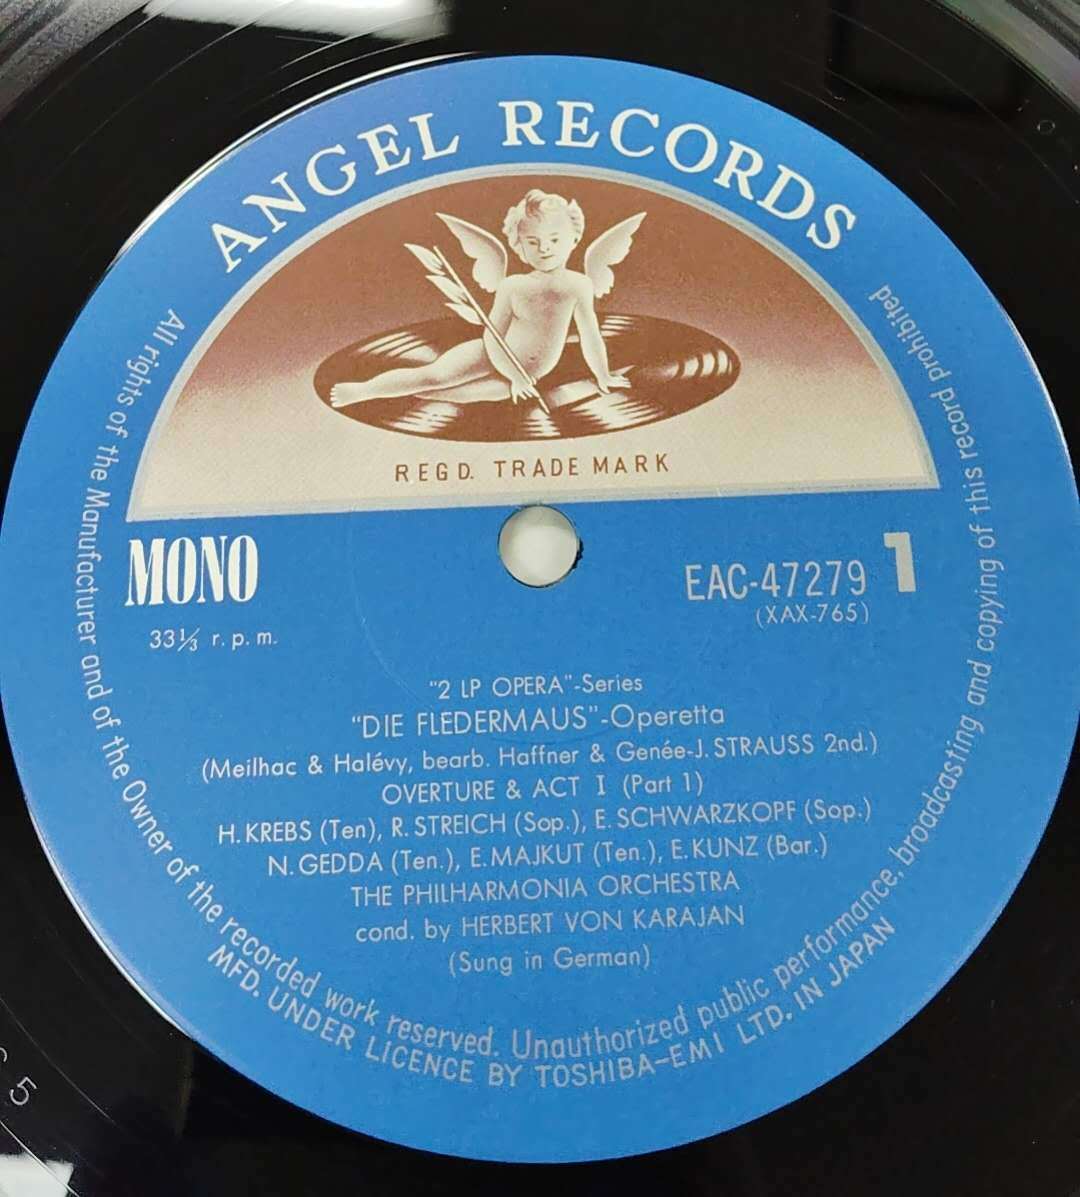 ANGEL RECORDS
REGD. TRADE MARK
MONO
33⅓ r.p.m.
EAC-47279 1
(XAX-765)
"2 LP OPERA"-Series
"DIE FLEDERMAUS"-Operetta
(Meilhac & Halévy, bearb. Haffner & Genée-J. STRAUSS 2nd.)
OVERTURE & ACT I (Part 1)
H. KREBS (Ten), R. STREICH (Sop.), E. SCHWARZKOPF (Sop.)
N. GEDDA (Ten.), E. MAJKUT (Ten.), E. KUNZ (Bar.)
THE PHILHARMONIA ORCHESTRA
cond. by HERBERT VON KARAJAN
(Sung in German)
All rights of the Manufacturer and of the Owner of the recorded work reserved. Unauthorized public performance, broadcasting and copying of this record prohibited
MFD. UNDER LICENCE BY TOSHIBA-EMI LTD. IN JAPAN